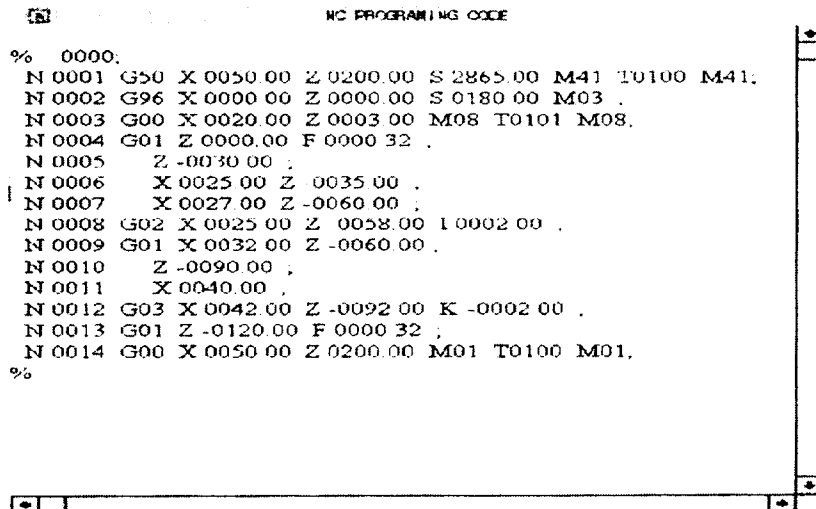 NC PROGRAMING CODE
% 0000;
N 0001 G50 X 0050.00 Z 0200.00 S 2865.00 M41 T0100 M41;
N 0002 G96 X 0000 00 Z 0000.00 S 0180 00 M03 .
N 0003 G00 X 0020.00 Z 0003 00 M08 T0101 M08,
N 0004 G01 Z 0000.00 F 0000 32 .
N 0005 Z -0030 00 ;
N 0006 X 0025 00 Z 0035 00 ,
N 0007 X 0027.00 Z -0060 00 ;
N 0008 G02 X 0025 00 Z 0058.00 I 0002 00 ,
N 0009 G01 X 0032 00 Z -0060.00 ,
N 0010 Z -0090.00 ;
N 0011 X 0040.00 ,
N 0012 G03 X 0042.00 Z -0092 00 K -0002 00 ,
N 0013 G01 Z -0120.00 F 0000 32 ;
N 0014 G00 X 0050 00 Z 0200.00 M01 T0100 M01,
%